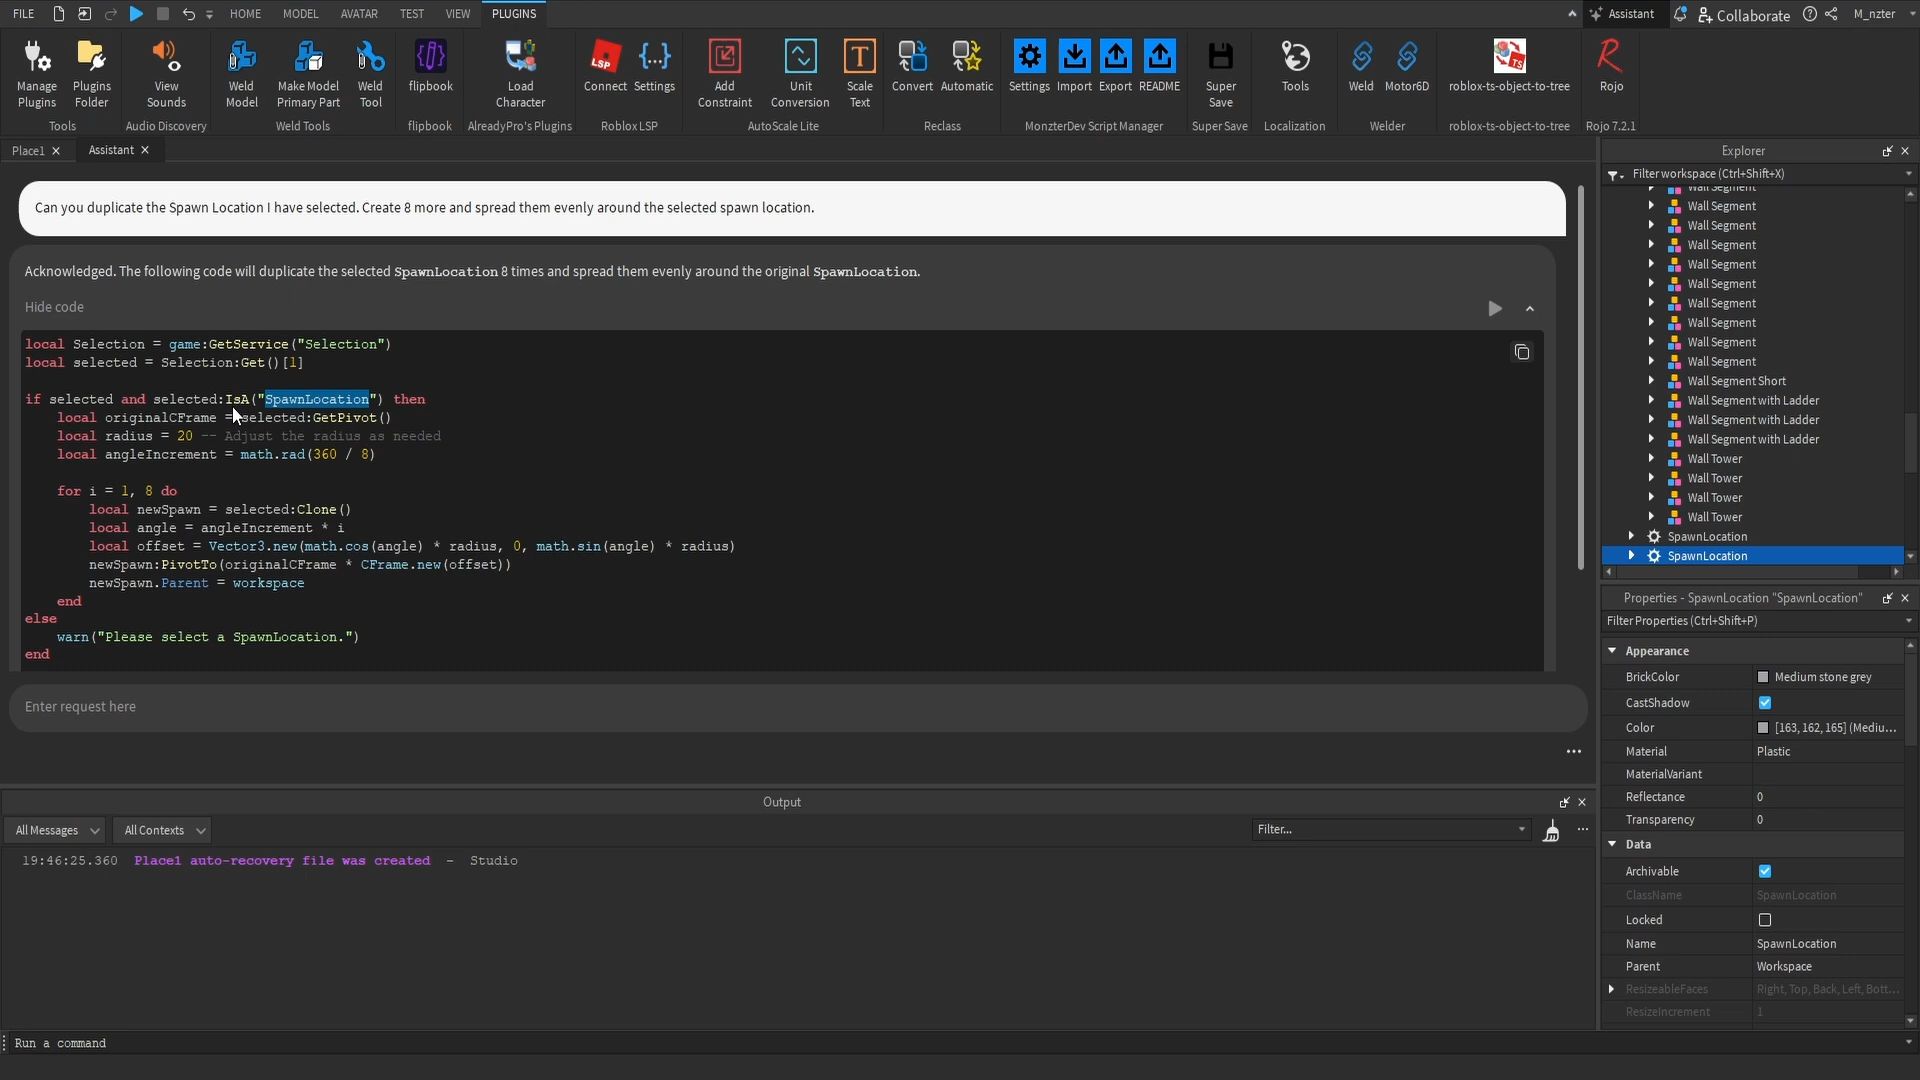 FILE HOME MODEL AVATAR TEST VIEW PLUGINS Assistant Collaborate M_nzter
Manage Plugins
Plugins Folder
Tools
View Sounds
Audio Discovery
Weld Model
Make Model Primary Part
Weld Tool
Weld Tools
flipbook
flipbook
Load Character
AlreadyPro's Plugins
LSP
Connect
Settings
Roblox LSP
Add Constraint
Unit Conversion
T
Scale Text
AutoScale Lite
Convert
Automatic
Reclass
Settings
Import
Export
README
MonzterDev Script Manager
Super Save
Super Save
Tools
Localization
Weld
Motor6D
Welder
TS
roblox-ts-object-to-tree
roblox-ts-object-to-tree
R
Rojo
Rojo 7.2.1
Place1
Assistant
Can you duplicate the Spawn Location I have selected. Create 8 more and spread them evenly around the selected spawn location.
Acknowledged. The following code will duplicate the selected SpawnLocation 8 times and spread them evenly around the original SpawnLocation.
Hide code
local Selection = game:GetService("Selection")
local selected = Selection:Get()[1]
if selected and selected:IsA("SpawnLocation") then
local originalCFrame = selected:GetPivot()
local radius = 20 -- Adjust the radius as needed
local angleIncrement = math.rad(360 / 8)
for i = 1, 8 do
local newSpawn = selected:Clone()
local angle = angleIncrement * i
local offset = Vector3.new(math.cos(angle) * radius, 0, math.sin(angle) * radius)
newSpawn:PivotTo(originalCFrame * CFrame.new(offset))
newSpawn.Parent = workspace
end
else
warn("Please select a SpawnLocation.")
end
Enter request here
Output
All Messages
All Contexts
Filter...
19:46:25.360 Place1 auto-recovery file was created - Studio
Run a command
Explorer
Filter workspace (Ctrl+Shift+X)
Wall Segment
Wall Segment
Wall Segment
Wall Segment
Wall Segment
Wall Segment
Wall Segment
Wall Segment
Wall Segment
Wall Segment
Wall Segment Short
Wall Segment with Ladder
Wall Segment with Ladder
Wall Segment with Ladder
Wall Tower
Wall Tower
Wall Tower
Wall Tower
SpawnLocation
SpawnLocation
Properties - SpawnLocation "SpawnLocation"
Filter Properties (Ctrl+Shift+P)
Appearance
BrickColor Medium stone grey
CastShadow
Color [163, 162, 165] (Mediu...
Material Plastic
MaterialVariant
Reflectance 0
Transparency 0
Data
Archivable
ClassName SpawnLocation
Locked
Name SpawnLocation
Parent Workspace
ResizeableFaces Right, Top, Back, Left, Bott...
ResizeIncrement 1